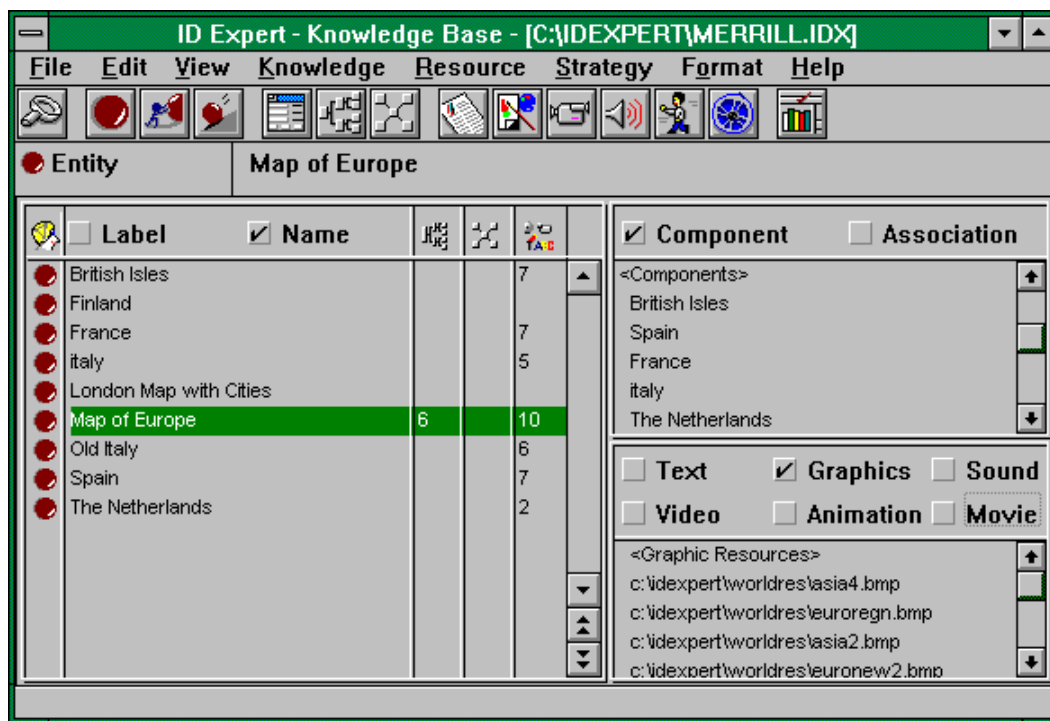 ID Expert - Knowledge Base - [C:\IDEXPERT\MERRILL.IDX]
File Edit View Knowledge Resource Strategy Format Help
Entity Map of Europe
Label Name
British Isles 7
Finland
France 7
italy 5
London Map with Cities
Map of Europe 6 10
Old Italy 6
Spain 7
The Netherlands 2
Component Association
<Components>
British Isles
Spain
France
italy
The Netherlands
Text Graphics Sound
Video Animation Movie
<Graphic Resources>
c:\idexpert\worldres\asia4.bmp
c:\idexpert\worldres\euroregn.bmp
c:\idexpert\worldres\asia2.bmp
c:\idexpert\worldres\euronew2.bmp